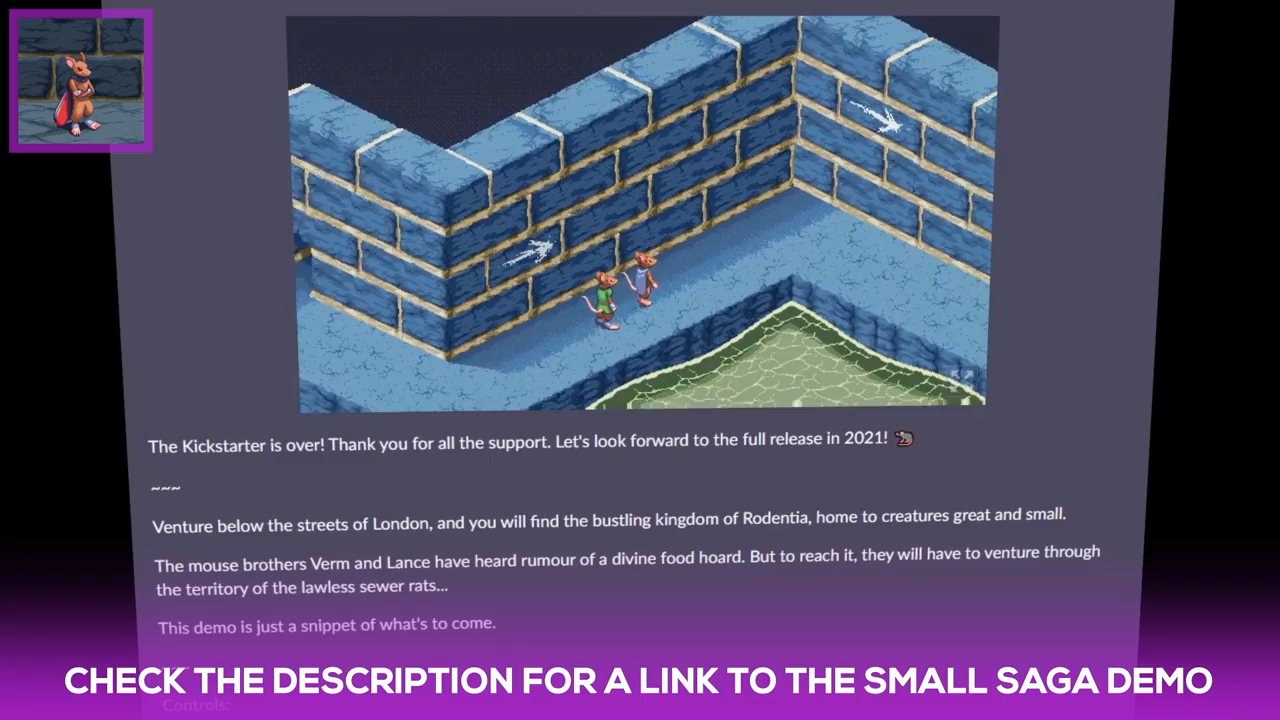 The Kickstarter is over! Thank you for all the support. Let's look forward to the full release in 2021!
~~~
Venture below the streets of London, and you will find the bustling kingdom of Rodentia, home to creatures great and small.
The mouse brothers Verm and Lance have heard rumour of a divine food hoard. But to reach it, they will have to venture through
the territory of the lawless sewer rats...
This demo is just a snippet of what's to come.
CHECK THE DESCRIPTION FOR A LINK TO THE SMALL SAGA DEMO
Controls: